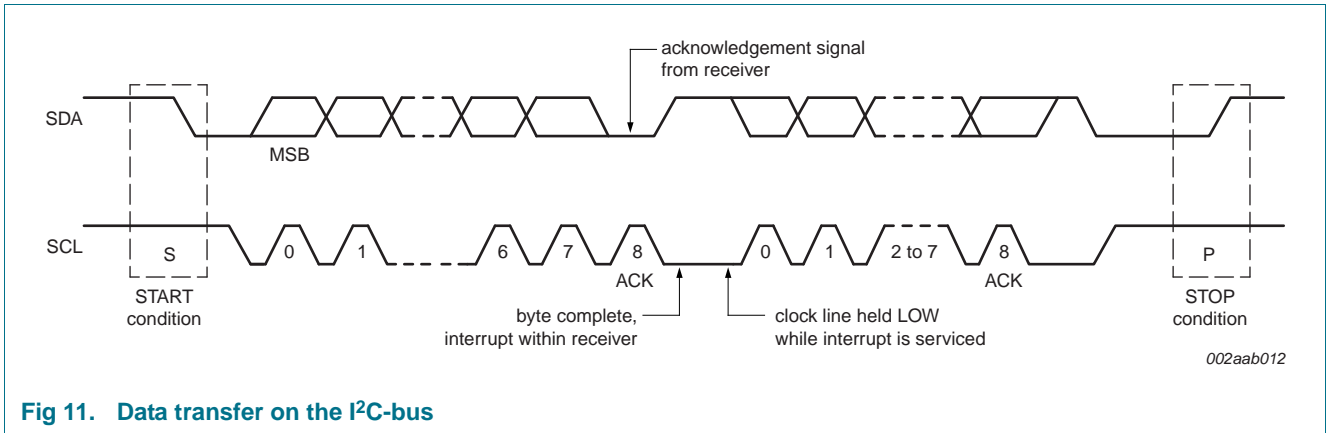 acknowledgement signal
from receiver
SDA
MSB
SCL
S
0
1
6
7
8
0
1
2 to 7
8
P
ACK
ACK
START
condition
byte complete,
interrupt within receiver
clock line held LOW
while interrupt is serviced
STOP
condition
002aab012
Fig 11. Data transfer on the I²C-bus